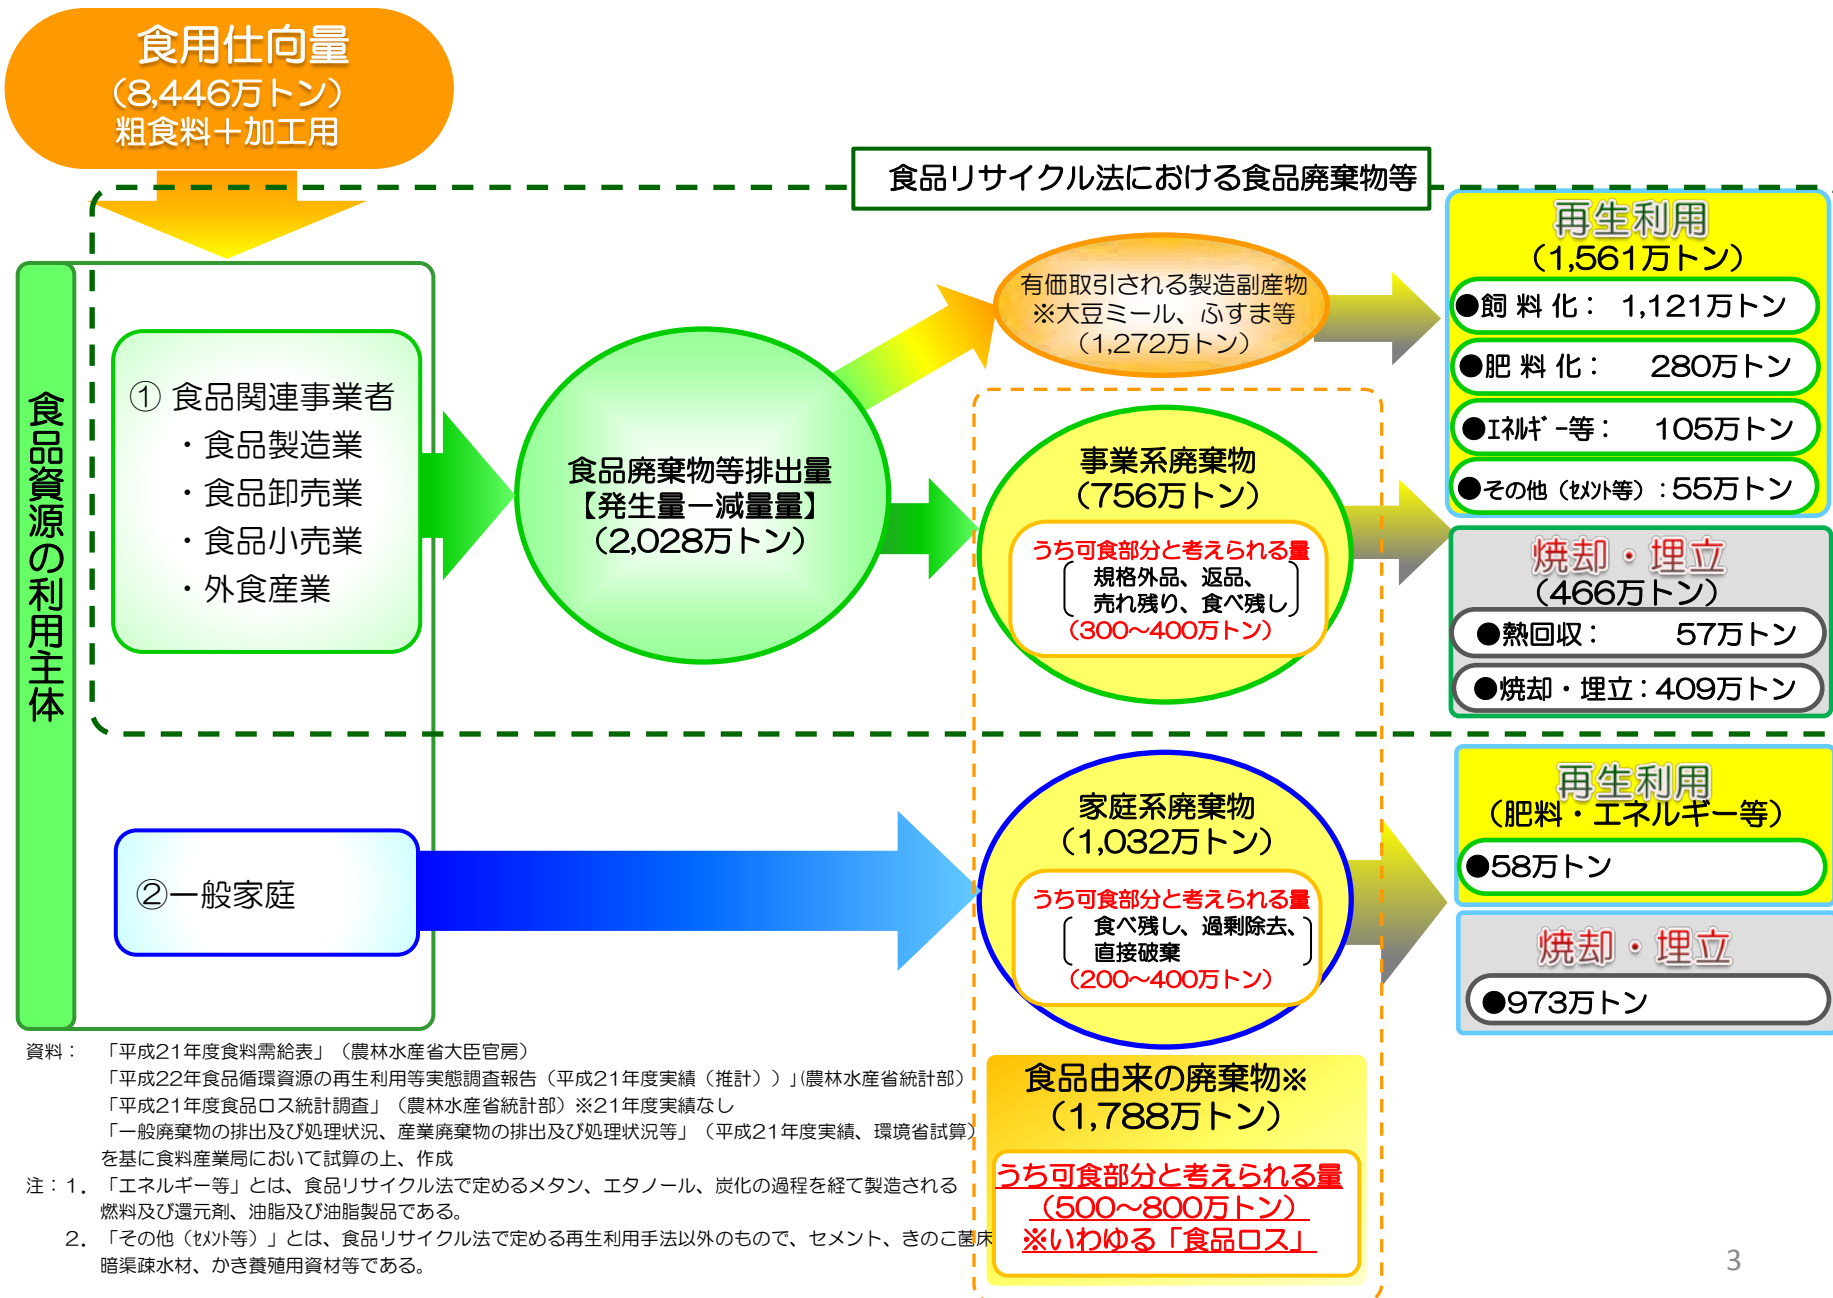 食用仕向量
（8,446万トン）
粗食料＋加工用
食品リサイクル法における食品廃棄物等
食品資源の利用主体
① 食品関連事業者
・食品製造業
・食品卸売業
・食品小売業
・外食産業
食品廃棄物等排出量
【発生量－減量量】
（2,028万トン）
有価取引される製造副産物
※大豆ミール、ふすま等
（1,272万トン）
事業系廃棄物
（756万トン）
うち可食部分と考えられる量
規格外品、返品、
売れ残り、食べ残し
（300～400万トン）
再生利用
（1,561万トン）
●飼 料 化： 1,121万トン
●肥 料 化： 280万トン
●ｴﾈﾙｷﾞｰ等： 105万トン
●その他（ｾﾒﾝﾄ等）：55万トン
焼却・埋立
（466万トン）
●熱回収： 57万トン
●焼却・埋立：409万トン
②一般家庭
家庭系廃棄物
（1,032万トン）
うち可食部分と考えられる量
食べ残し、過剰除去、
直接破棄
（200～400万トン）
再生利用
（肥料・エネルギー等）
●58万トン
焼却・埋立
●973万トン
食品由来の廃棄物※
（1,788万トン）
うち可食部分と考えられる量
（500～800万トン）
※いわゆる「食品ロス」
資料： 「平成21年度食料需給表」（農林水産省大臣官房）
「平成22年食品循環資源の再生利用等実態調査報告（平成21年度実績（推計））」(農林水産省統計部）
「平成21年度食品ロス統計調査」（農林水産省統計部）※21年度実績なし
「一般廃棄物の排出及び処理状況、産業廃棄物の排出及び処理状況等」（平成21年度実績、環境省試算）
を基に食料産業局において試算の上、作成
注：1．「エネルギー等」とは、食品リサイクル法で定めるメタン、エタノール、炭化の過程を経て製造される
燃料及び還元剤、油脂及び油脂製品である。
2．「その他（ｾﾒﾝﾄ等）」とは、食品リサイクル法で定める再生利用手法以外のもので、セメント、きのこ菌床
暗渠疎水材、かき養殖用資材等である。
3